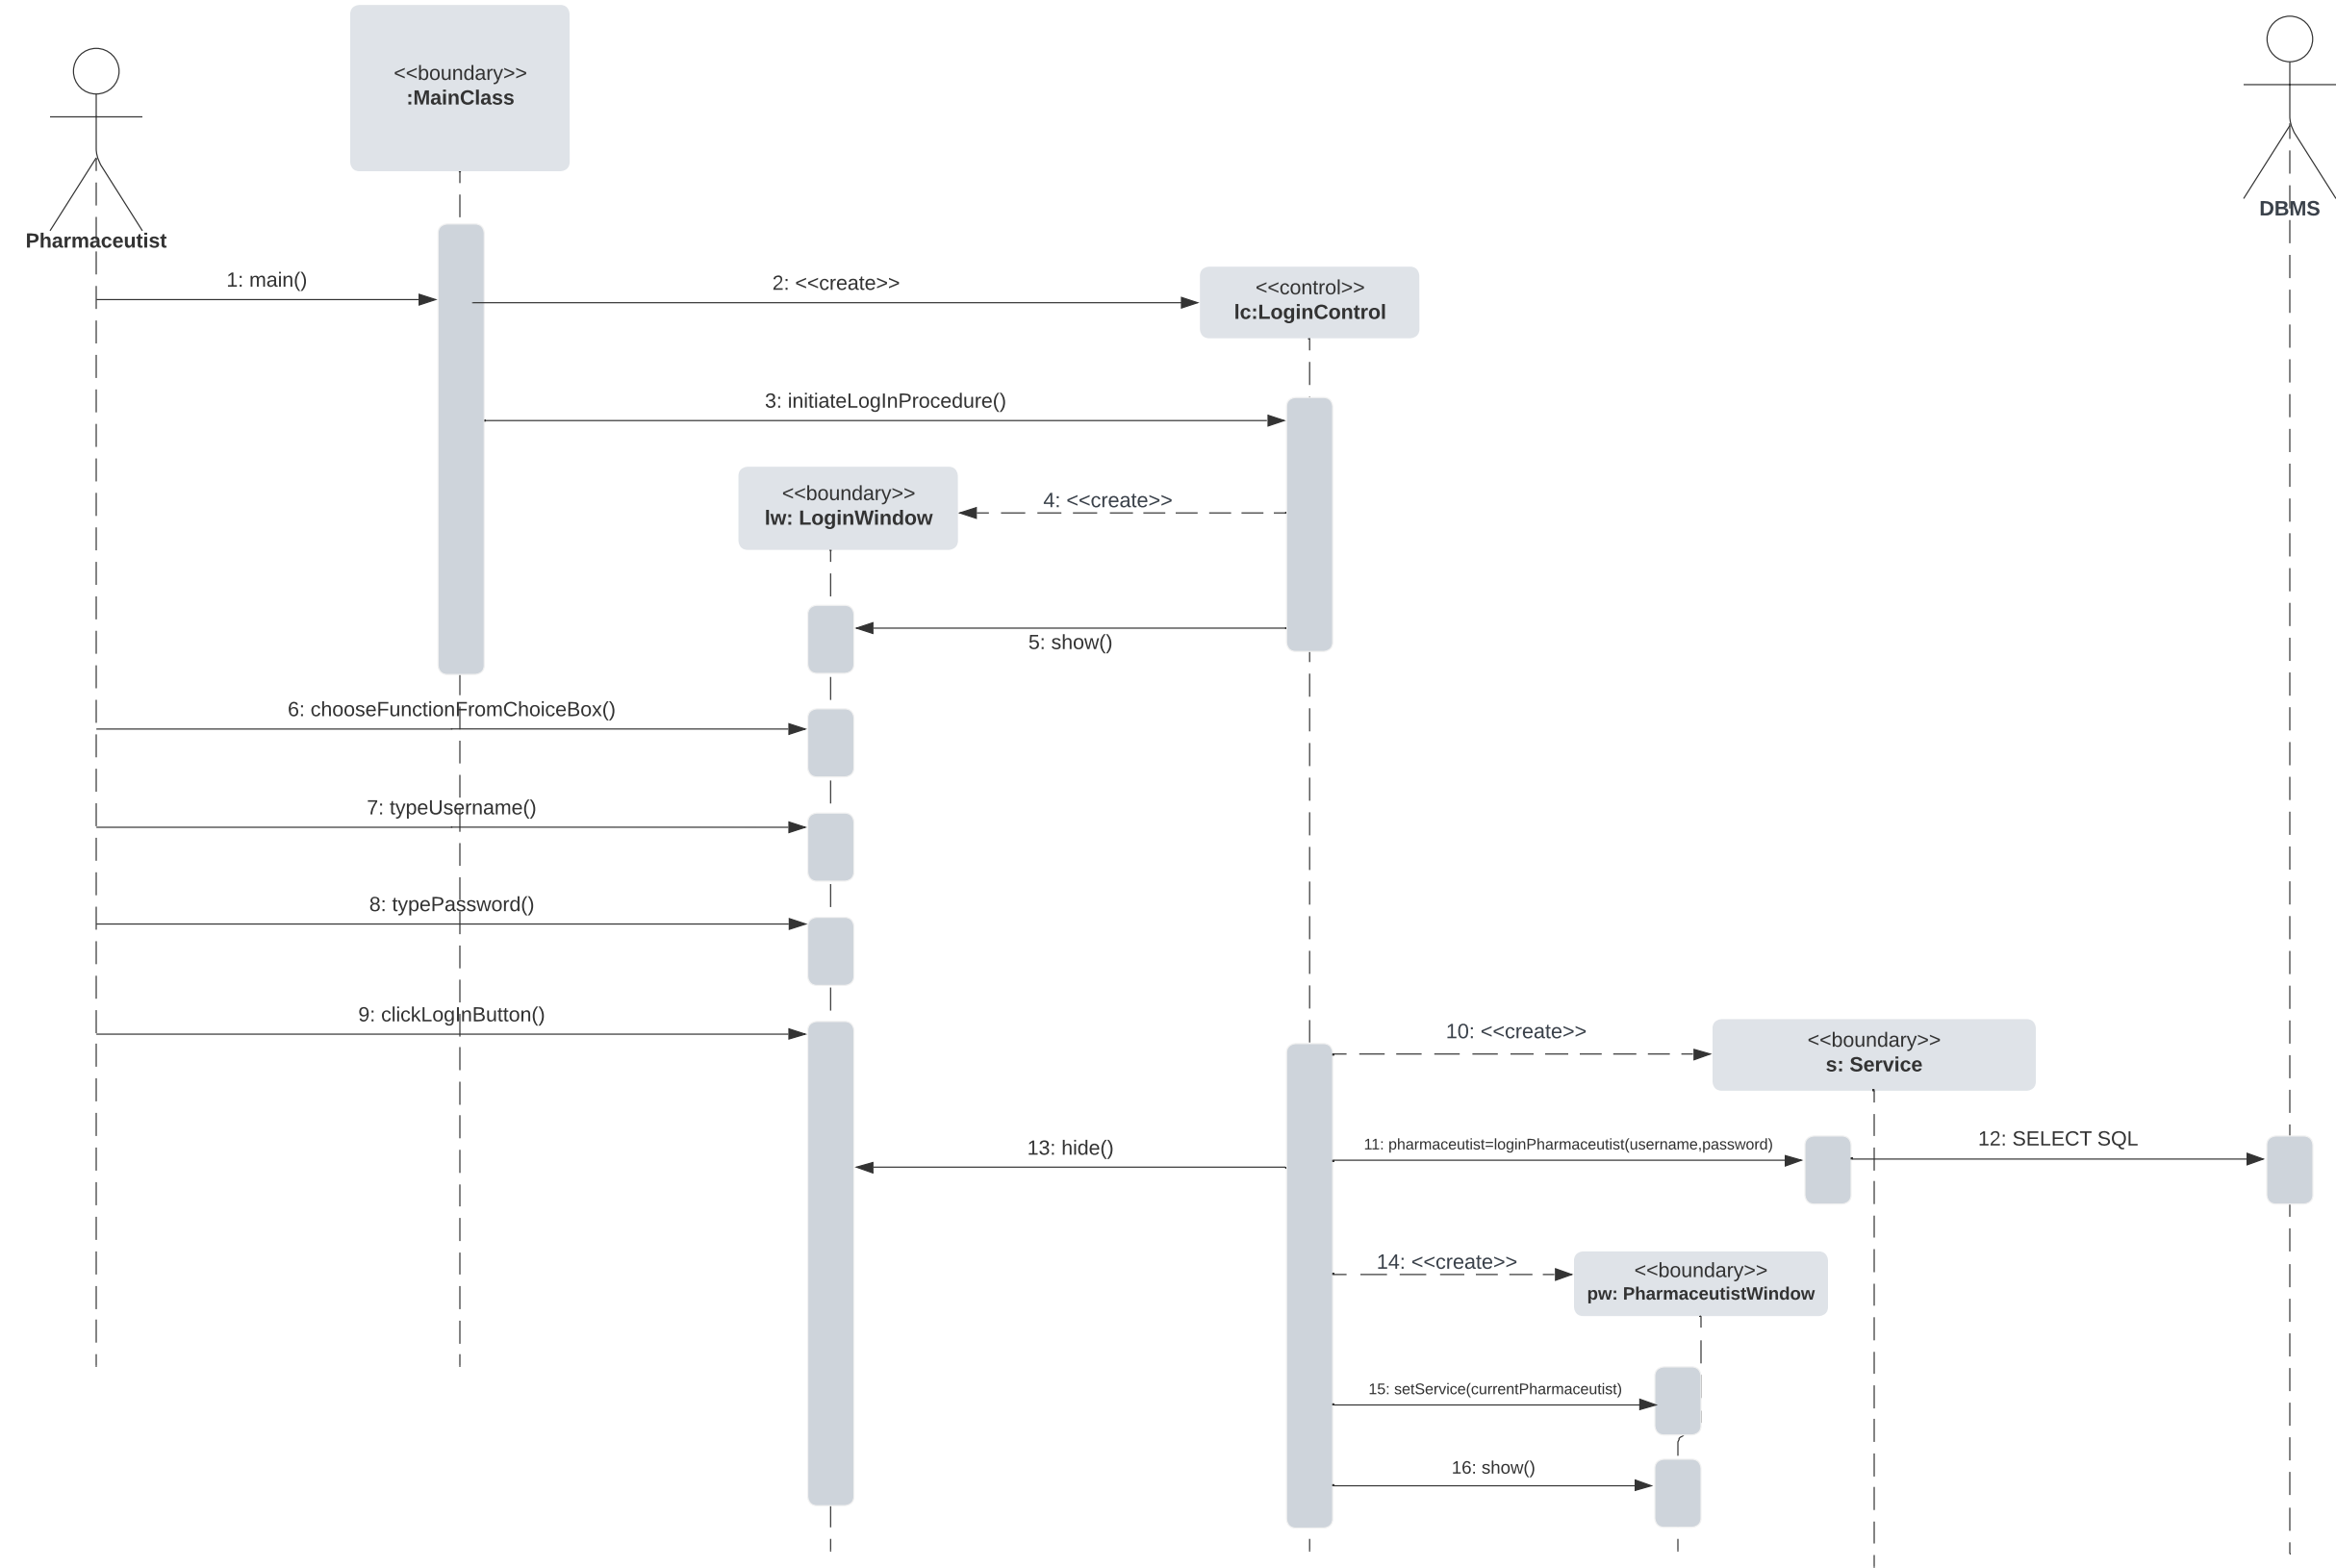 <<boundary>>
:MainClass
Pharmaceutist
DBMS
1: main()
2: <<create>>
<<control>>
lc:LoginControl
3: initiateLogInProcedure()
<<boundary>>
lw: LoginWindow
4: <<create>>
5: show()
6: chooseFunctionFromChoiceBox()
7: typeUsername()
8: typePassword()
9: clickLogInButton()
10: <<create>>
<<boundary>>
s: Service
13: hide()
11: pharmaceutist=loginPharmaceutist(username,password)
12: SELECT SQL
14: <<create>>
<<boundary>>
pw: PharmaceutistWindow
15: setService(currentPharmaceutist)
16: show()